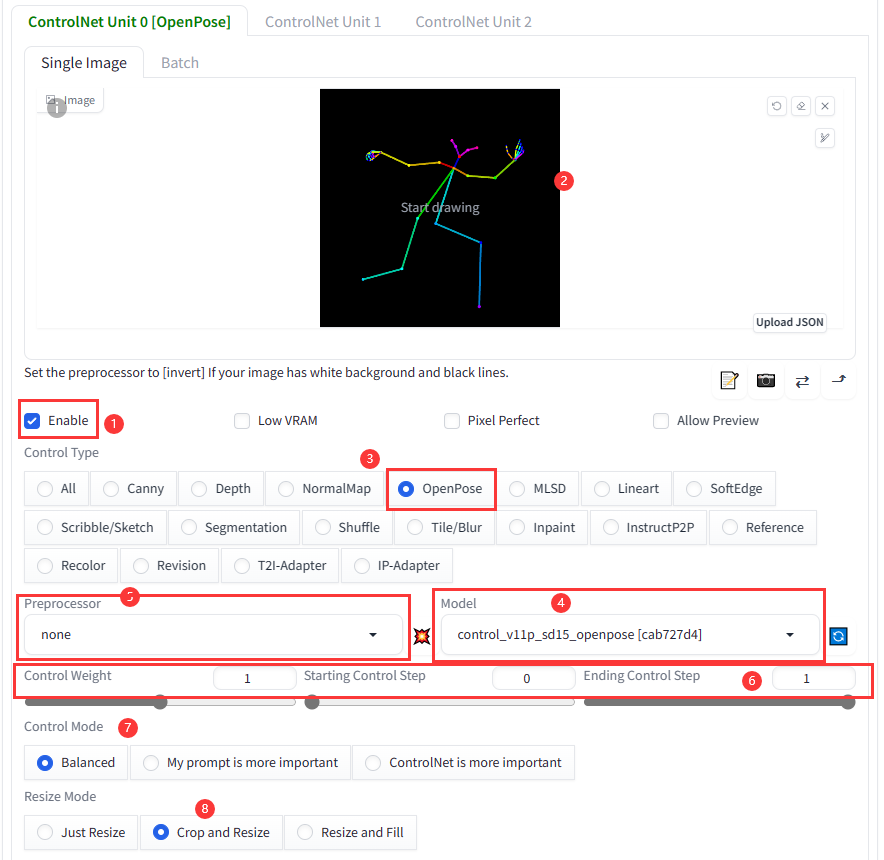 ControlNet Unit 0 [OpenPose] ControlNet Unit 1 ControlNet Unit 2
Single Image Batch
Image
2
Start drawing
Upload JSON
Set the preprocessor to [invert] If your image has white background and black lines.
Enable 1 Low VRAM Pixel Perfect Allow Preview
Control Type 3
All Canny Depth NormalMap OpenPose MLSD Lineart SoftEdge
Scribble/Sketch Segmentation Shuffle Tile/Blur Inpaint InstructP2P Reference
Recolor Revision T2I-Adapter IP-Adapter
Preprocessor 5 Model 4
none control_v11p_sd15_openpose [cab727d4]
Control Weight 1 Starting Control Step 0 Ending Control Step 6 1
Control Mode 7
Balanced My prompt is more important ControlNet is more important
Resize Mode 8
Just Resize Crop and Resize Resize and Fill